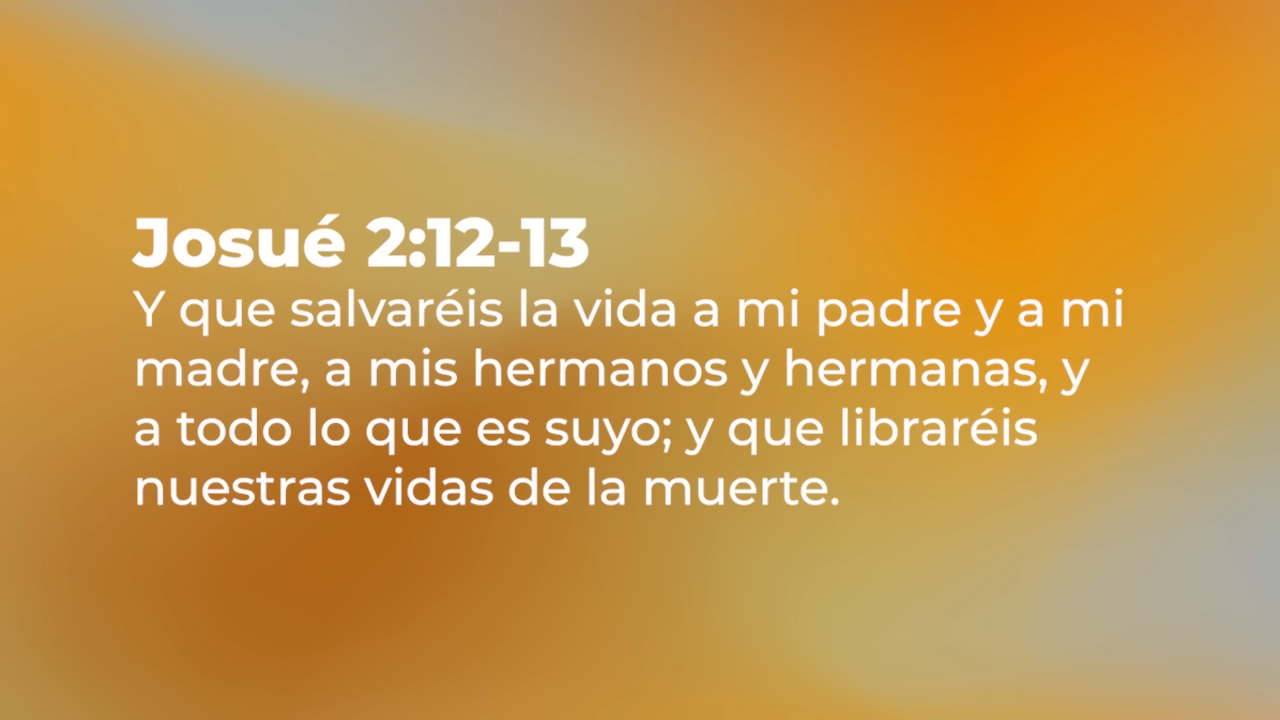 Josué 2:12-13
Y que salvaréis la vida a mi padre y a mi
madre, a mis hermanos y hermanas, y
a todo lo que es suyo; y que libraréis
nuestras vidas de la muerte.